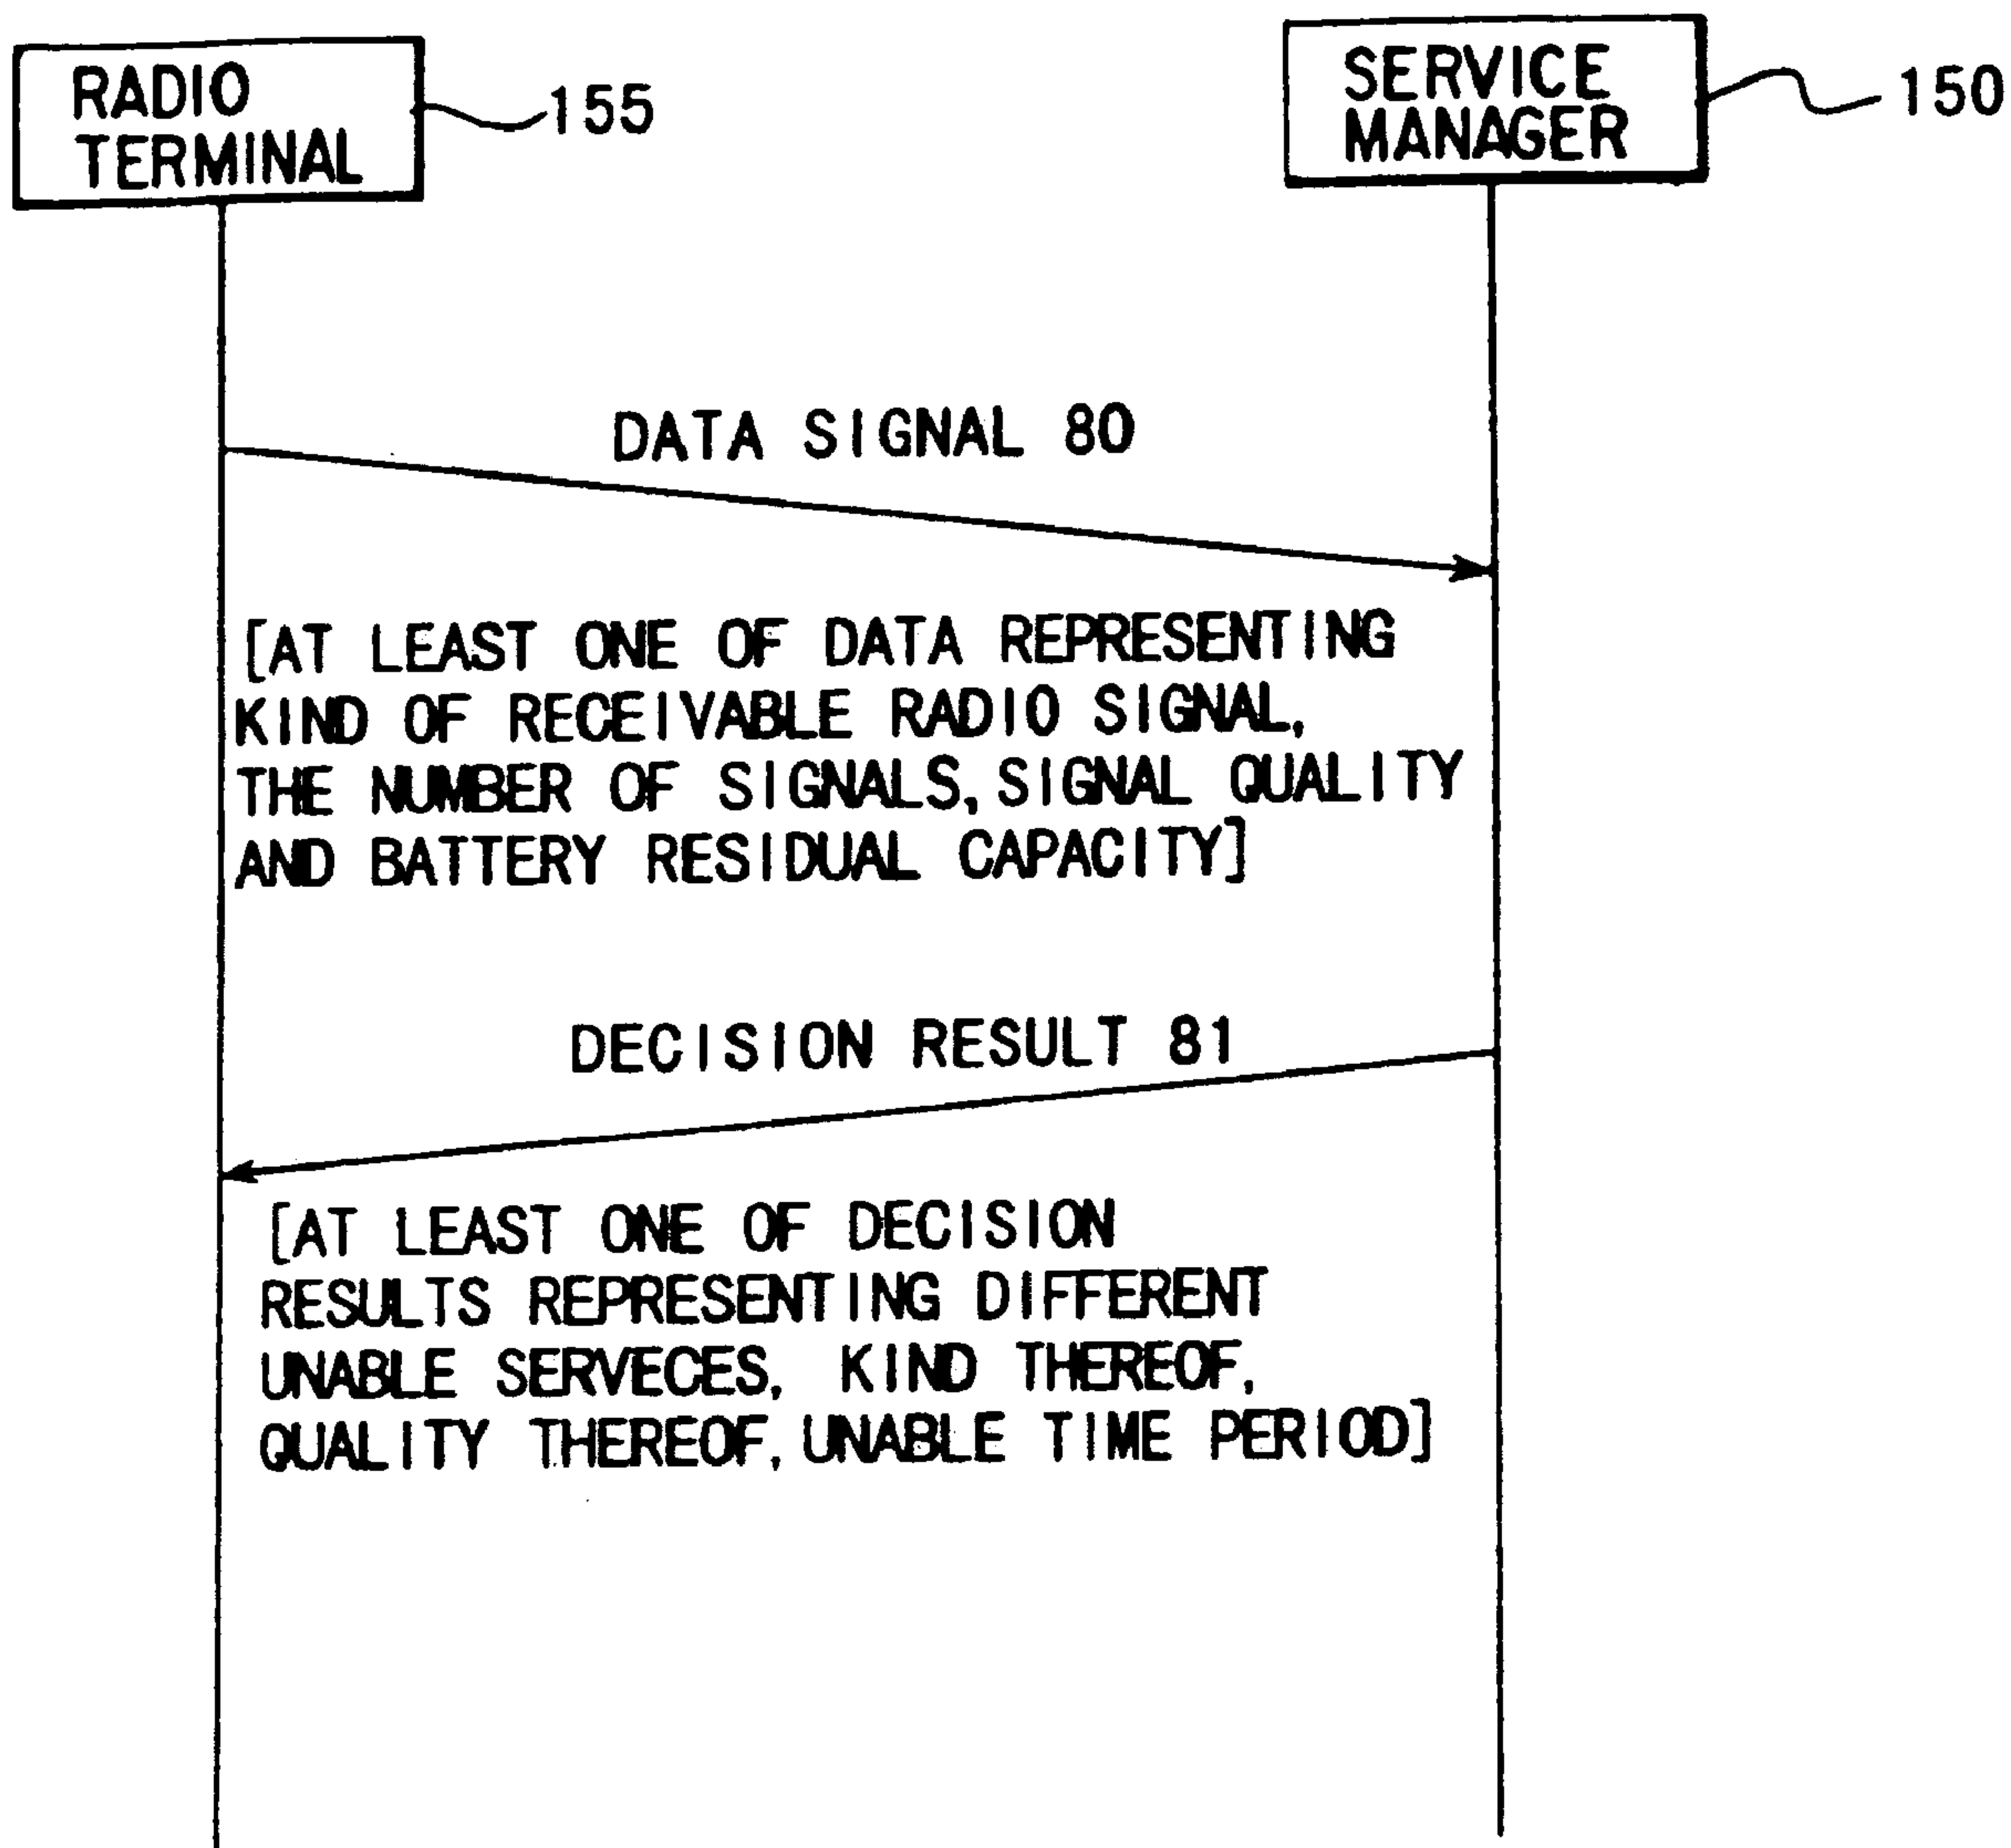 RADIO
TERMINAL
155
SERVICE
MANAGER
150
DATA SIGNAL 80
[AT LEAST ONE OF DATA REPRESENTING
KIND OF RECEIVABLE RADIO SIGNAL,
THE NUMBER OF SIGNALS, SIGNAL QUALITY
AND BATTERY RESIDUAL CAPACITY]
DECISION RESULT 81
[AT LEAST ONE OF DECISION
RESULTS REPRESENTING DIFFERENT
UNABLE SERVECES, KIND THEREOF,
QUALITY THEREOF, UNABLE TIME PERIOD]